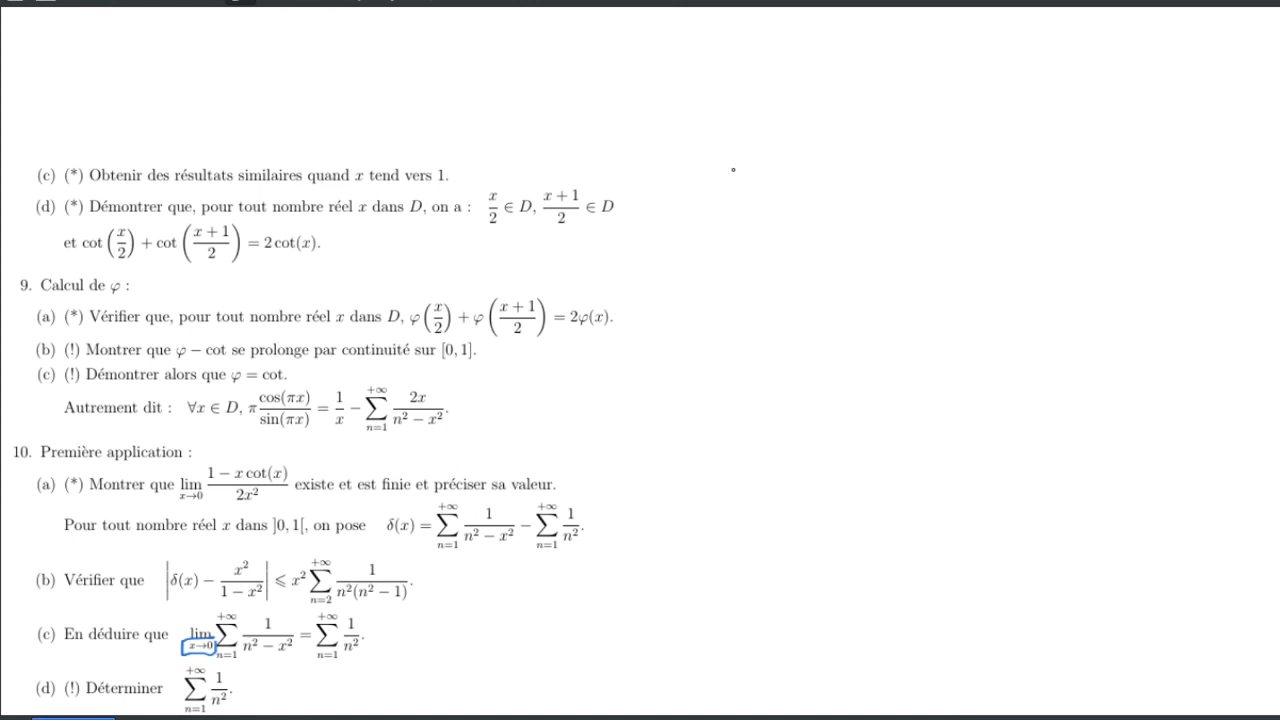 (c) (*) Obtenir des résultats similaires quand x tend vers 1.
(d) (*) Démontrer que, pour tout nombre réel x dans D, on a : x/2 ∈ D, (x + 1)/2 ∈ D
et cot(x/2) + cot((x + 1)/2) = 2 cot(x).
9. Calcul de φ :
(a) (*) Vérifier que, pour tout nombre réel x dans D, φ(x/2) + φ((x + 1)/2) = 2φ(x).
(b) (!) Montrer que φ − cot se prolonge par continuité sur [0, 1].
(c) (!) Démontrer alors que φ = cot.
Autrement dit : ∀x ∈ D, π cos(πx)/sin(πx) = 1/x − ∑_{n=1}^{+∞} 2x/(n² − x²).
10. Première application :
(a) (*) Montrer que lim_{x→0} (1 − x cot(x))/(2x²) existe et est finie et préciser sa valeur.
Pour tout nombre réel x dans ]0, 1[, on pose δ(x) = ∑_{n=1}^{+∞} 1/(n² − x²) − ∑_{n=1}^{+∞} 1/n².
(b) Vérifier que |δ(x) − x²/(1 − x²)| ⩽ x² ∑_{n=2}^{+∞} 1/(n²(n² − 1)).
(c) En déduire que lim_{x→0} ∑_{n=1}^{+∞} 1/(n² − x²) = ∑_{n=1}^{+∞} 1/n².
(d) (!) Déterminer ∑_{n=1}^{+∞} 1/n².